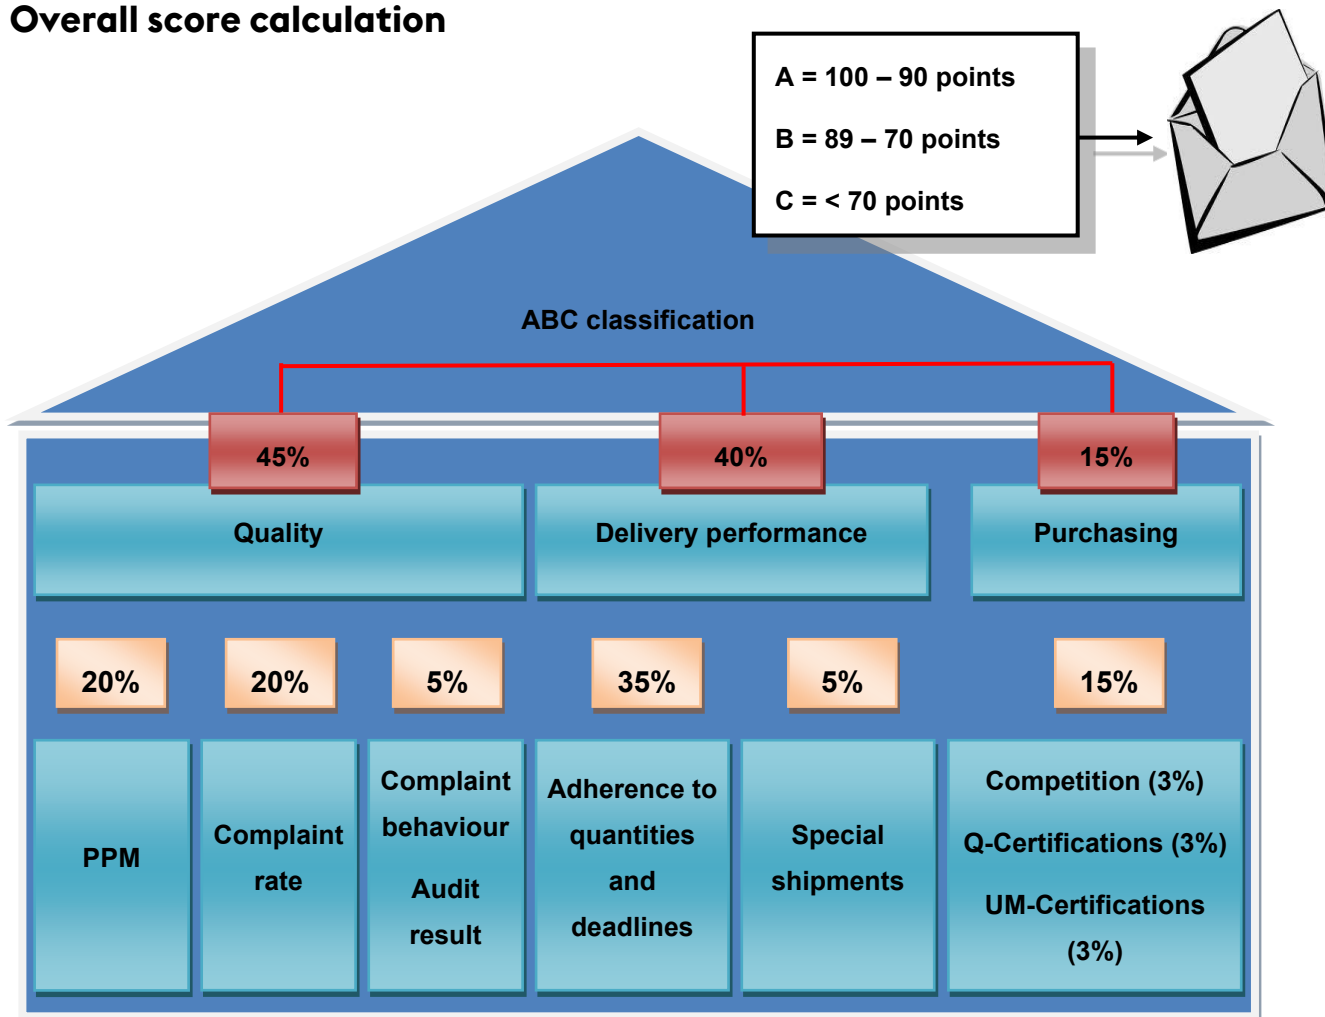 Overall score calculation
A = 100 – 90 points
B = 89 – 70 points
C = < 70 points
ABC classification
45%
40%
15%
Quality
Delivery performance
Purchasing
20%
20%
5%
35%
5%
15%
PPM
Complaint
rate
Complaint
behaviour
Audit
result
Adherence to
quantities
and
deadlines
Special
shipments
Competition (3%)
Q-Certifications (3%)
UM-Certifications
(3%)